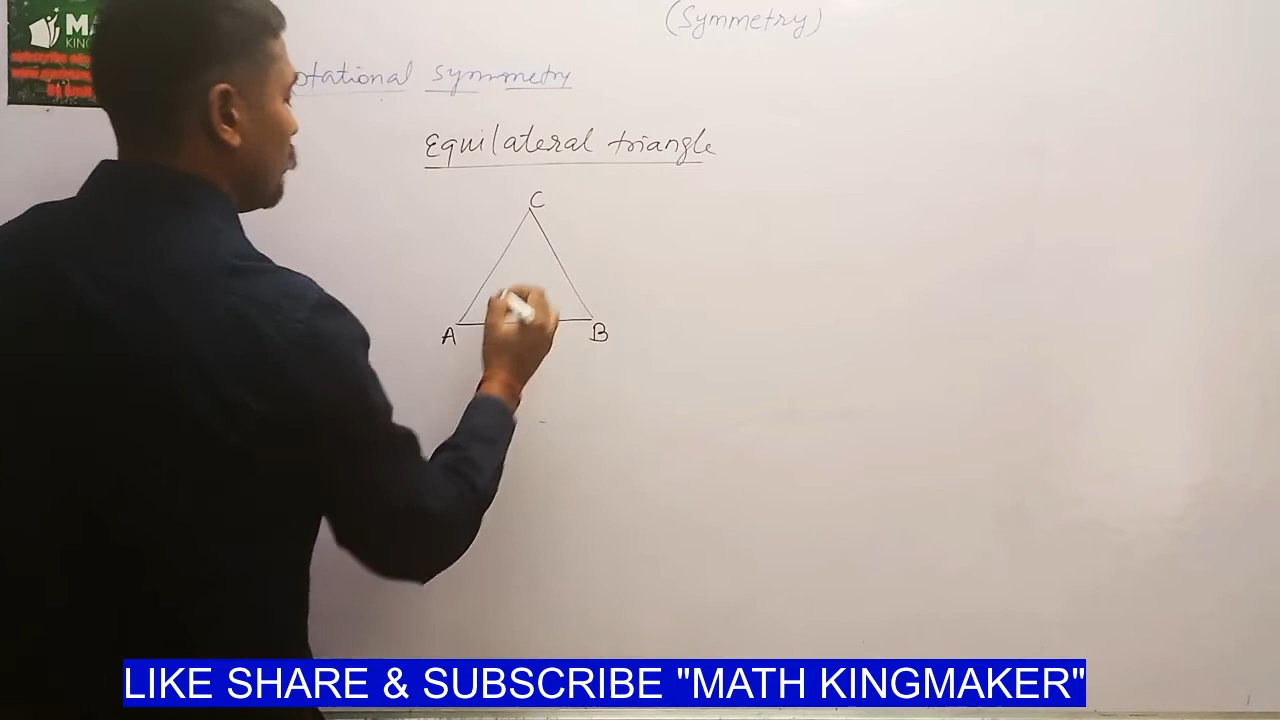 (Symmetry)
otational symmetry
Equilateral triangle
C
A
B
LIKE SHARE & SUBSCRIBE "MATH KINGMAKER"